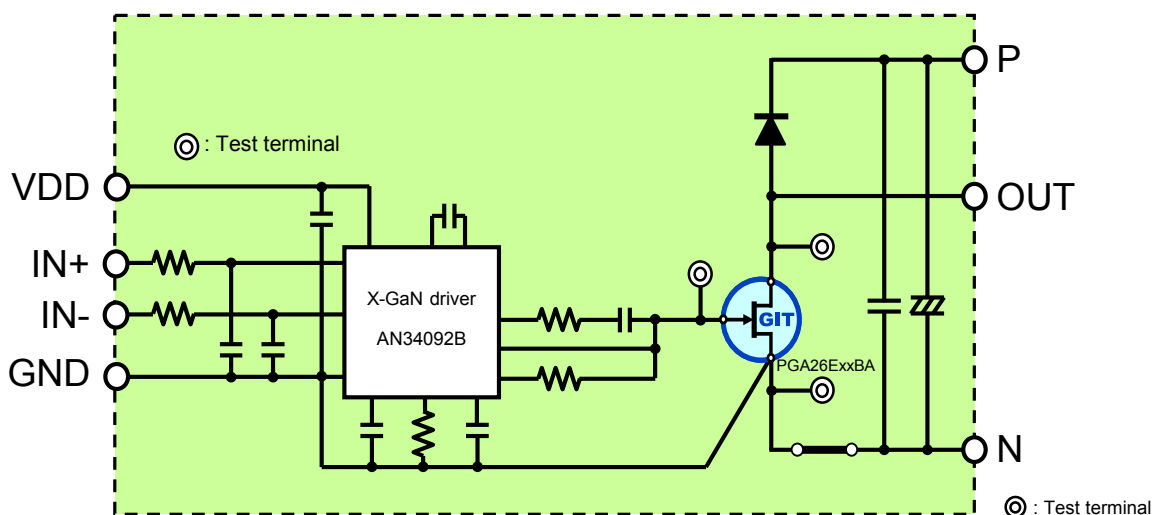 P
: Test terminal
VDD
OUT
IN+
X-GaN driver
IN-
GIT
AN34092B
GND
PGA26ExxBA
N
: Test terminal